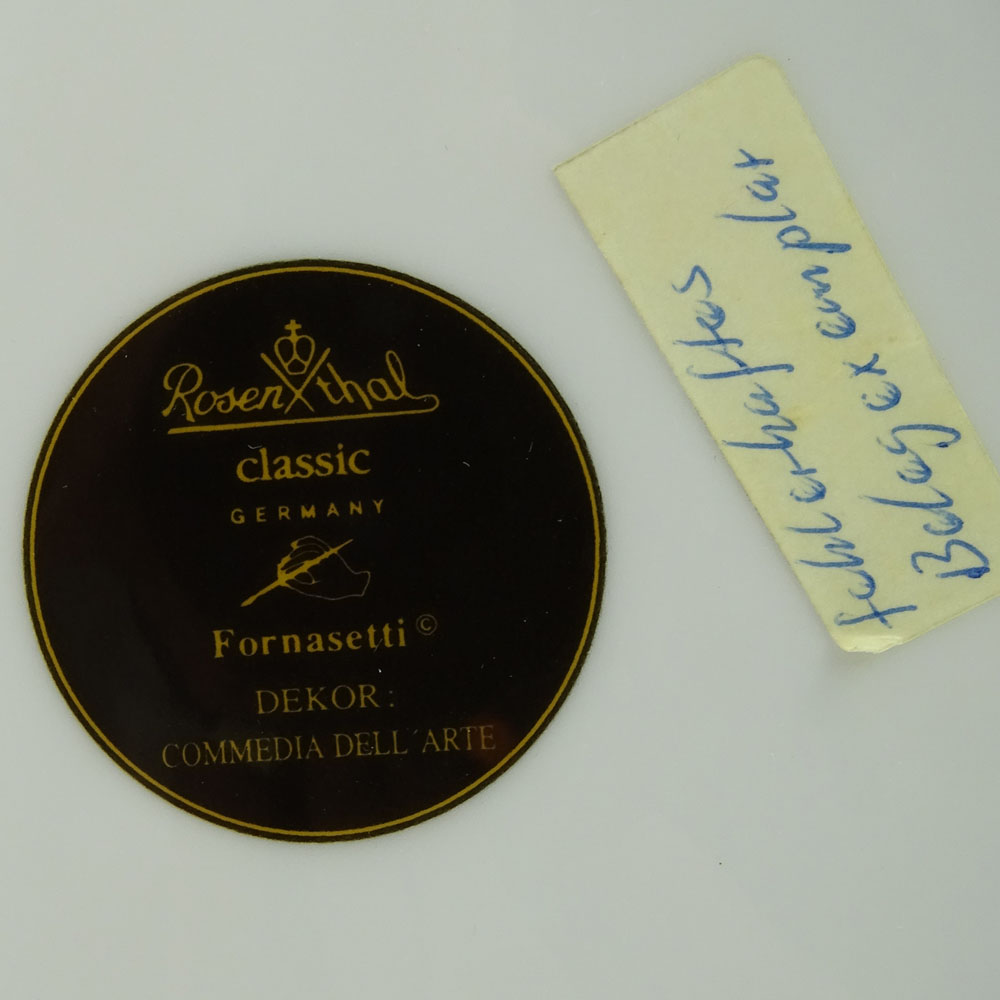 Rosenthal
classic
GERMANY
Fornasetti ©
DEKOR:
COMMEDIA DELL'ARTE
fehlerhaftes
Belegexemplar